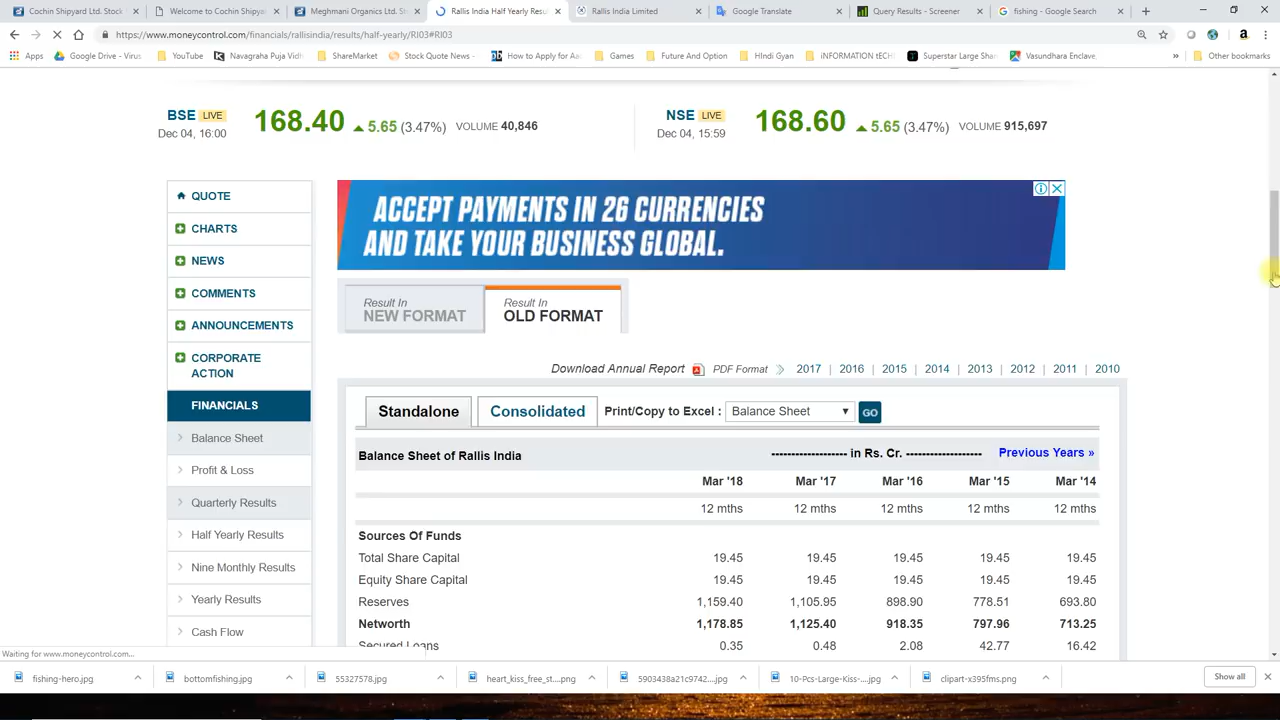 Cochin Shipyard Ltd. Stock
Welcome to Cochin Shipya
Meghmani Organics Ltd. St
Rallis India Half Yearly Resu
Rallis India Limited
Google Translate
Query Results - Screener
fishing - Google Search
https://www.moneycontrol.com/financials/rallisindia/results/half-yearly/RI03#RI03
Apps
Google Drive - Virus
YouTube
Navagraha Puja Vidh
ShareMarket
Stock Quote News -
How to Apply for Aad
Games
Future And Option
HIndi Gyan
iNFORMATION tECH
Superstar Large Shar
Vasundhara Enclave,
Other bookmarks
BSE LIVE
Dec 04, 16:00
168.40 5.65 (3.47%) VOLUME 40,846
NSE LIVE
Dec 04, 15:59
168.60 5.65 (3.47%) VOLUME 915,697
QUOTE
CHARTS
NEWS
COMMENTS
ANNOUNCEMENTS
CORPORATE
ACTION
FINANCIALS
Balance Sheet
Profit & Loss
Quarterly Results
Half Yearly Results
Nine Monthly Results
Yearly Results
Cash Flow
ACCEPT PAYMENTS IN 26 CURRENCIES
AND TAKE YOUR BUSINESS GLOBAL.
Result In
NEW FORMAT
Result In
OLD FORMAT
Download Annual Report PDF Format 2017 | 2016 | 2015 | 2014 | 2013 | 2012 | 2011 | 2010
Standalone Consolidated Print/Copy to Excel : Balance Sheet GO
Balance Sheet of Rallis India ------------------- in Rs. Cr. ------------------- Previous Years »
Mar '18 Mar '17 Mar '16 Mar '15 Mar '14
12 mths 12 mths 12 mths 12 mths 12 mths
Sources Of Funds
Total Share Capital 19.45 19.45 19.45 19.45 19.45
Equity Share Capital 19.45 19.45 19.45 19.45 19.45
Reserves 1,159.40 1,105.95 898.90 778.51 693.80
Networth 1,178.85 1,125.40 918.35 797.96 713.25
Secured Loans 0.35 0.48 2.08 42.77 16.42
Waiting for www.moneycontrol.com...
fishing-hero.jpg
bottomfishing.jpg
55327578.jpg
heart_kiss_free_st....png
5903438a21c9742....jpg
10-Pcs-Large-Kiss-....jpg
clipart-x395fms.png
Show all